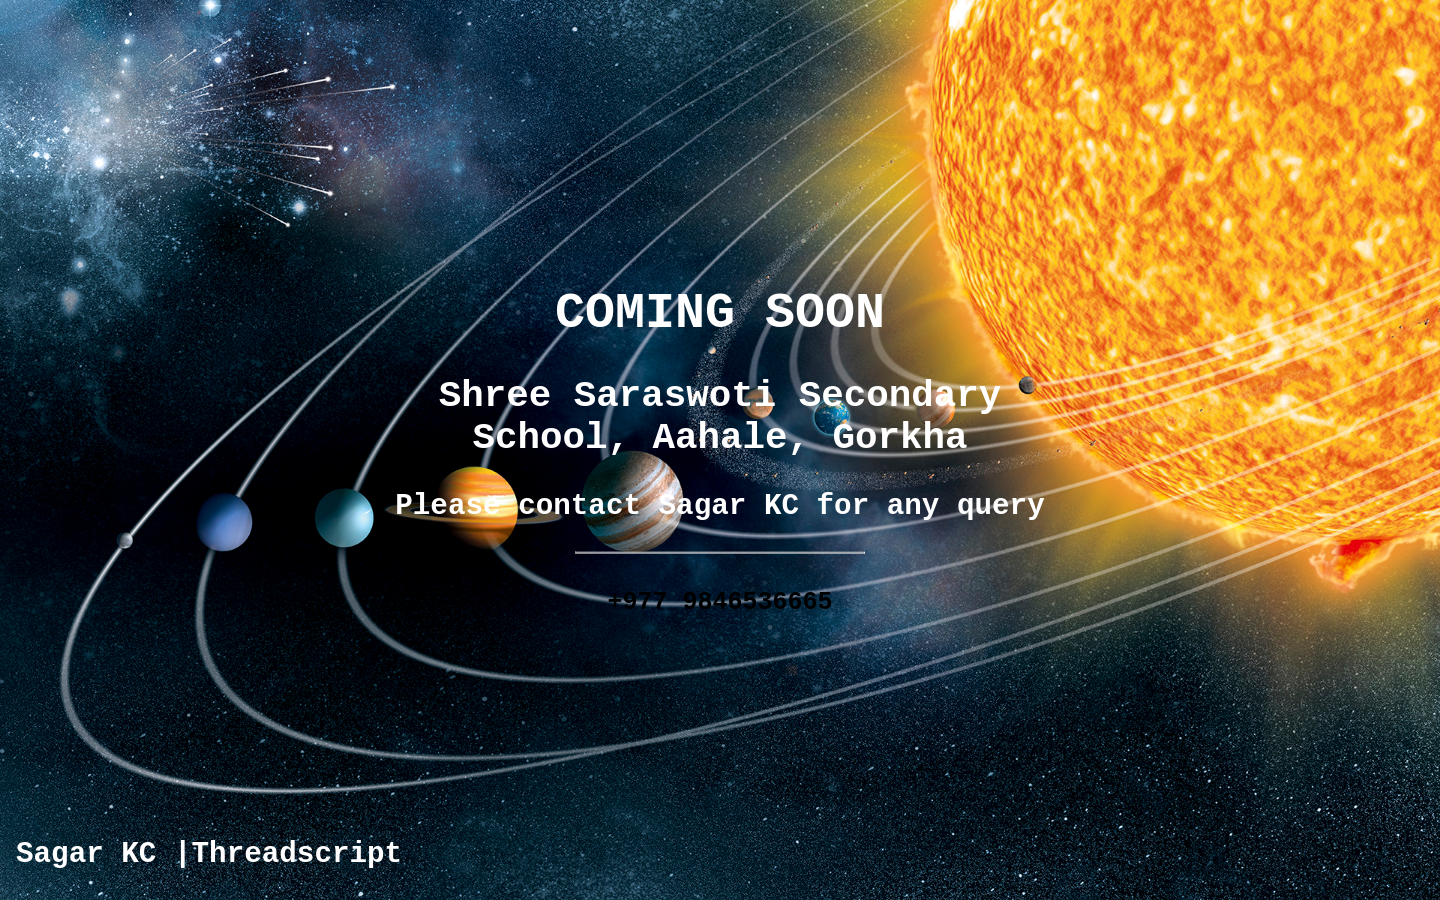 COMING SOON
Shree Saraswoti Secondary
School, Aahale, Gorkha
Please contact Sagar KC for any query
+977 9846536665
Sagar KC |Threadscript